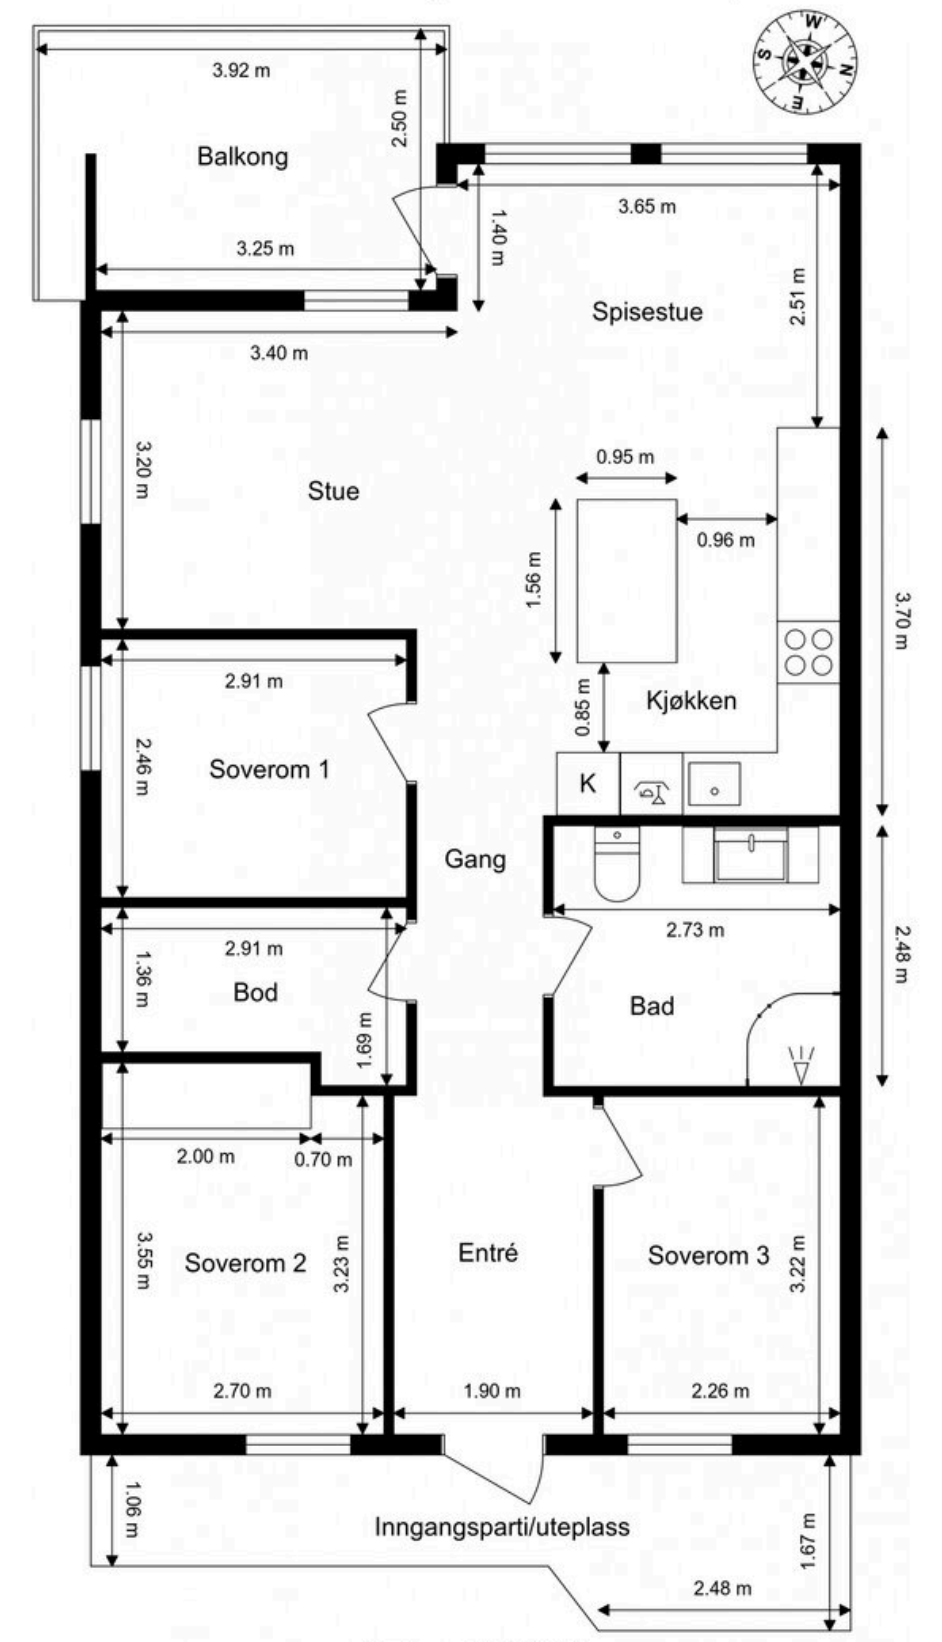 W
S
N
E
3.92 m
2.50 m
Balkong
3.65 m
1.40 m
3.25 m
2.51 m
Spisestue
3.40 m
3.20 m
0.95 m
Stue
0.96 m
1.56 m
3.70 m
2.91 m
0.85 m
Kjøkken
2.46 m
Soverom 1
K
Gang
2.73 m
2.48 m
2.91 m
1.36 m
Bod
Bad
1.69 m
2.00 m
0.70 m
3.55 m
Soverom 2
3.23 m
Entré
Soverom 3
3.22 m
2.70 m
1.90 m
2.26 m
1.06 m
Inngangsparti/uteplass
1.67 m
2.48 m